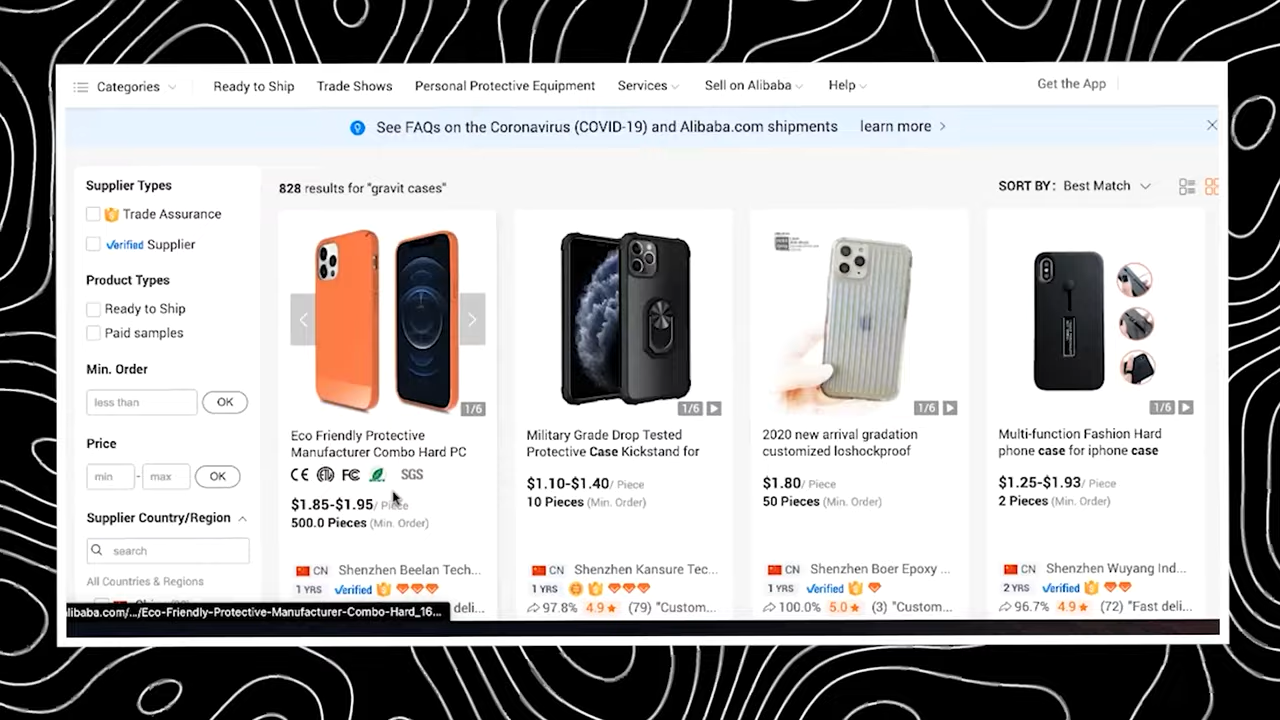 Categories
Ready to Ship
Trade Shows
Personal Protective Equipment
Services
Sell on Alibaba
Help
Get the App
See FAQs on the Coronavirus (COVID-19) and Alibaba.com shipments learn more
Supplier Types
Trade Assurance
Verified Supplier
Product Types
Ready to Ship
Paid samples
Min. Order
less than
OK
Price
min - max OK
Supplier Country/Region
search
All Countries & Regions
828 results for "gravit cases"
SORT BY: Best Match
1/6
Eco Friendly Protective
Manufacturer Combo Hard PC
CE FC SGS
$1.85-$1.95/ Piece
500.0 Pieces (Min. Order)
CN Shenzhen Beelan Tech...
1 YRS Verified
deli...
1/6
Military Grade Drop Tested
Protective Case Kickstand for
$1.10-$1.40/ Piece
10 Pieces (Min. Order)
CN Shenzhen Kansure Tec...
1 YRS
97.8% 4.9 (79) "Custom...
1/6
2020 new arrival gradation
customized loshockproof
$1.80/ Piece
50 Pieces (Min. Order)
CN Shenzhen Boer Epoxy ...
1 YRS Verified
100.0% 5.0 (3) "Custom...
1/6
Multi-function Fashion Hard
phone case for iphone case
$1.25-$1.93/ Piece
2 Pieces (Min. Order)
CN Shenzhen Wuyang Ind...
2 YRS Verified
96.7% 4.9 (72) "Fast deli...
libaba.com/.../Eco-Friendly-Protective-Manufacturer-Combo-Hard_16...